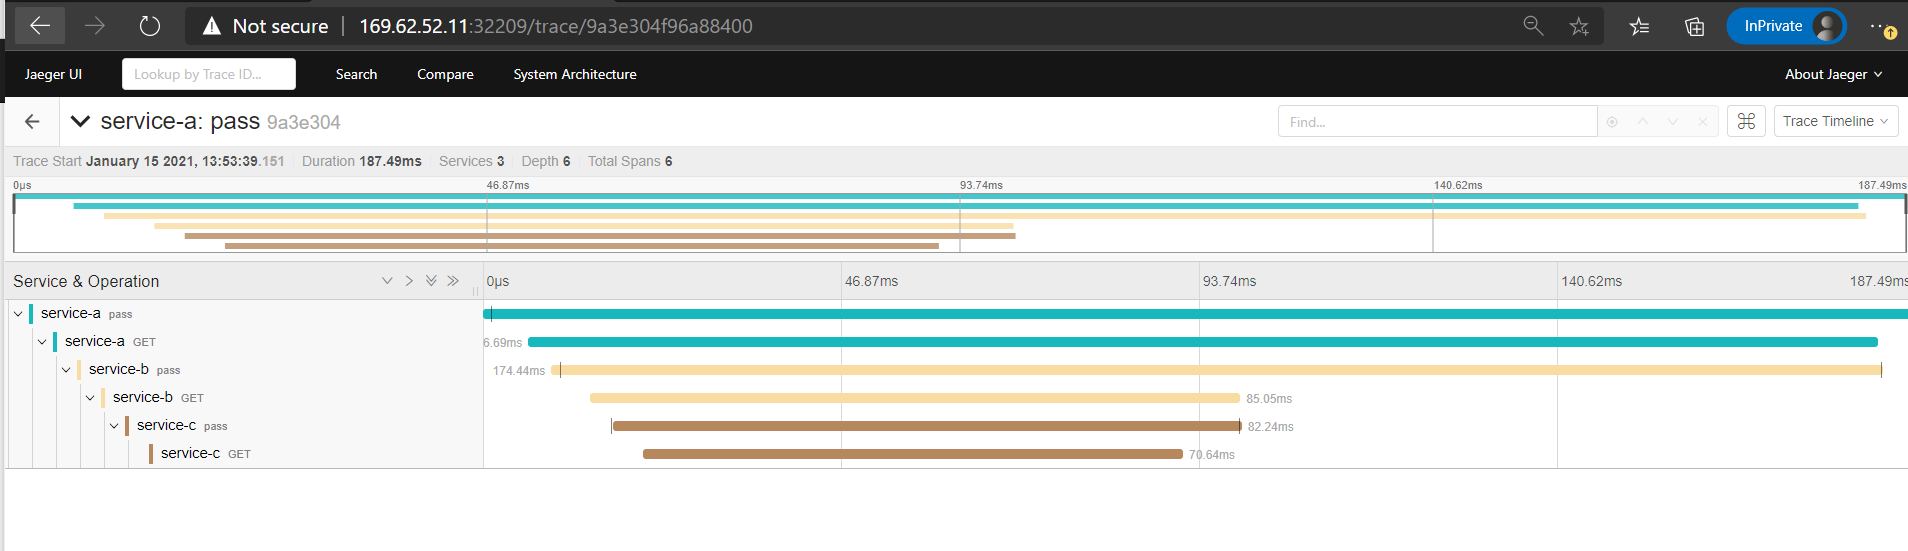 Not secure 169.62.52.11:32209/trace/9a3e304f96a88400 InPrivate
Jaeger UI Lookup by Trace ID... Search Compare System Architecture About Jaeger
service-a: pass 9a3e304 Find... Trace Timeline
Trace Start January 15 2021, 13:53:39.151 Duration 187.49ms Services 3 Depth 6 Total Spans 6
0μs 46.87ms 93.74ms 140.62ms 187.49ms
Service & Operation 0μs 46.87ms 93.74ms 140.62ms 187.49ms
service-a pass
service-a GET 6.69ms
service-b pass 174.44ms
service-b GET 85.05ms
service-c pass 82.24ms
service-c GET 70.64ms